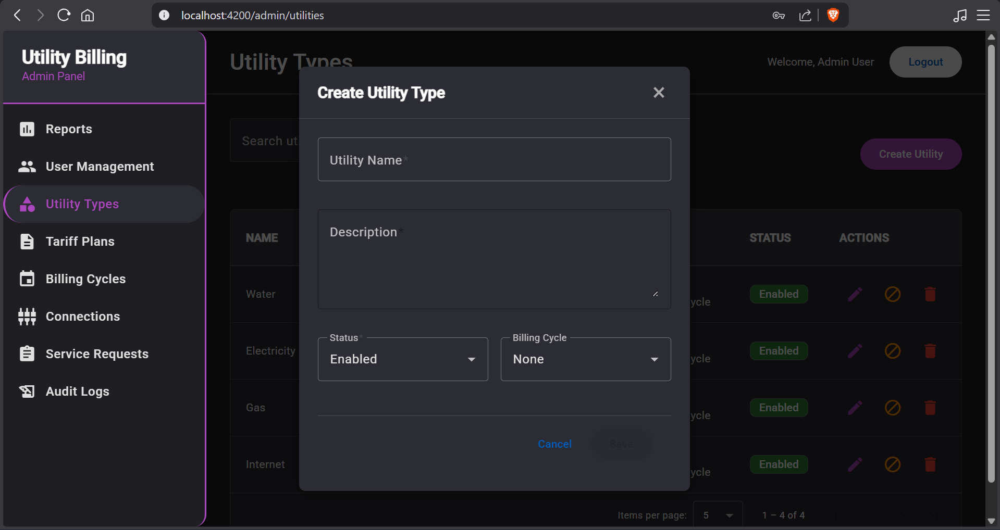 localhost:4200/admin/utilities
Utility Billing
Admin Panel
Reports
User Management
Utility Types
Tariff Plans
Billing Cycles
Connections
Service Requests
Audit Logs
Utility Types
Welcome, Admin User
Logout
Search ut
Create Utility
NAME
STATUS
ACTIONS
Water
ycle
Enabled
Electricity
ycle
Enabled
Gas
ycle
Enabled
Internet
ycle
Enabled
Items per page:
5
1 – 4 of 4
Create Utility Type
Utility Name*
Description*
Status*
Enabled
Billing Cycle
None
Cancel
Save